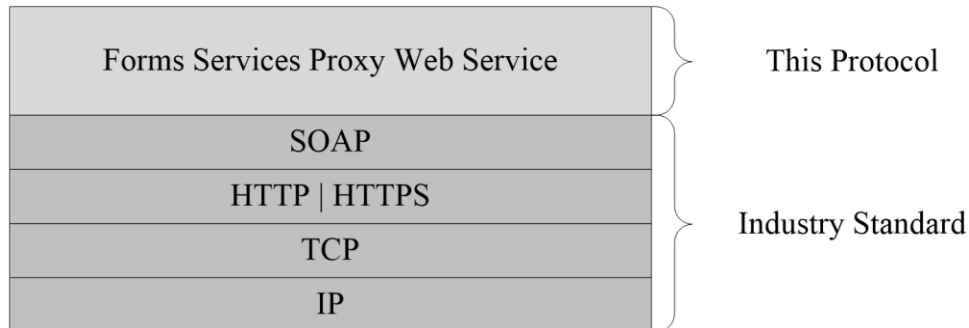 Forms Services Proxy Web Service
This Protocol
SOAP
HTTP | HTTPS
TCP
IP
Industry Standard